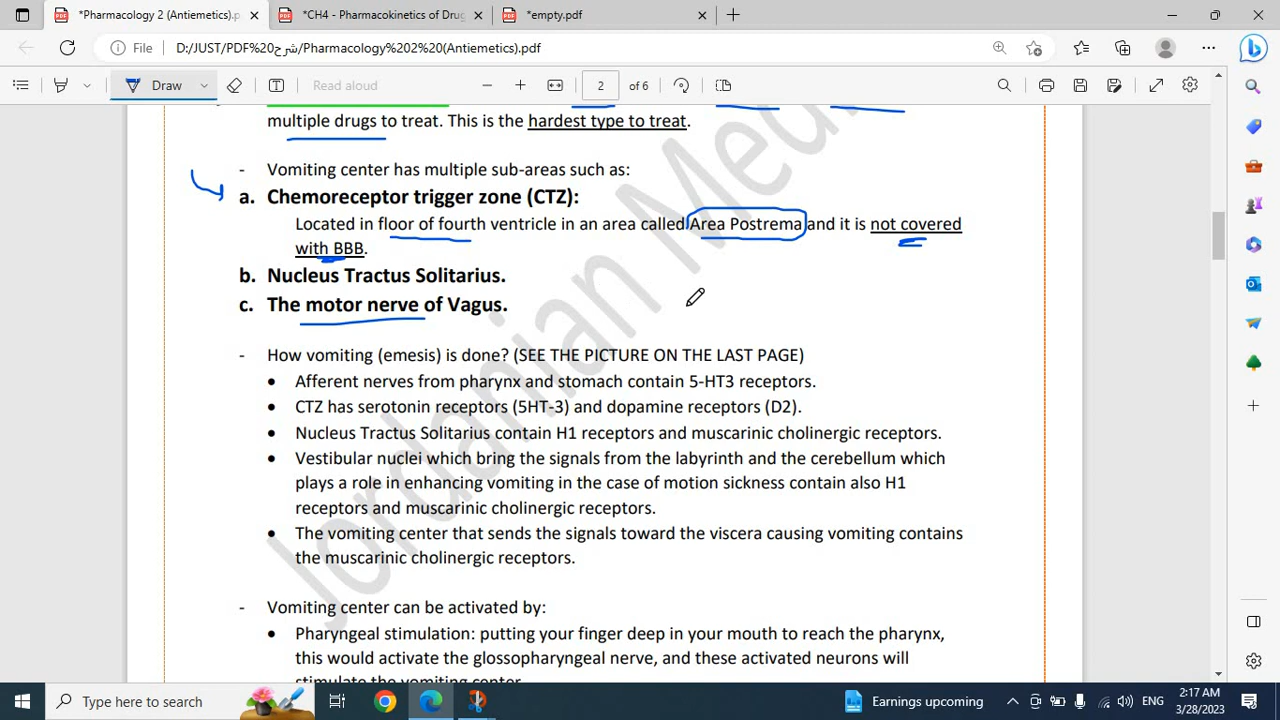 *Pharmacology 2 (Antiemetics).p
*CH4 - Pharmacokinetics of Drug
*empty.pdf
File
D:/JUST/PDF%20شرح/Pharmacology%202%20(Antiemetics).pdf
Draw
Read aloud
2
of 6
multiple drugs to treat. This is the hardest type to treat.
- Vomiting center has multiple sub-areas such as:
a. Chemoreceptor trigger zone (CTZ):
Located in floor of fourth ventricle in an area called Area Postrema and it is not covered
with BBB.
b. Nucleus Tractus Solitarius.
c. The motor nerve of Vagus.
- How vomiting (emesis) is done? (SEE THE PICTURE ON THE LAST PAGE)
• Afferent nerves from pharynx and stomach contain 5-HT3 receptors.
• CTZ has serotonin receptors (5HT-3) and dopamine receptors (D2).
• Nucleus Tractus Solitarius contain H1 receptors and muscarinic cholinergic receptors.
• Vestibular nuclei which bring the signals from the labyrinth and the cerebellum which
plays a role in enhancing vomiting in the case of motion sickness contain also H1
receptors and muscarinic cholinergic receptors.
• The vomiting center that sends the signals toward the viscera causing vomiting contains
the muscarinic cholinergic receptors.
- Vomiting center can be activated by:
• Pharyngeal stimulation: putting your finger deep in your mouth to reach the pharynx,
this would activate the glossopharyngeal nerve, and these activated neurons will
stimulate the vomiting center.
Jordanian Medi
Type here to search
Earnings upcoming
ENG
2:17 AM
3/28/2023